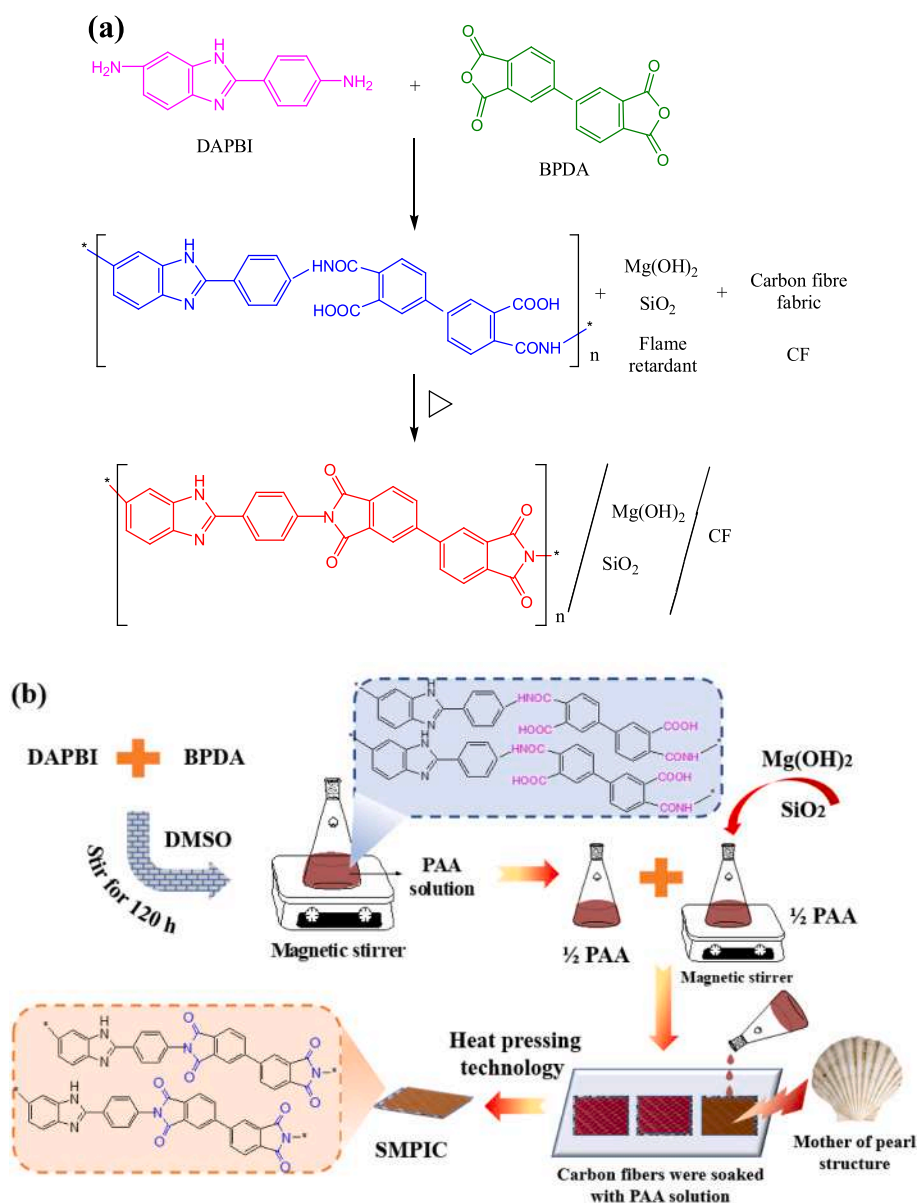 (a)
H
N
H₂N
N
NH₂
DAPBI
+
O
O
O
O
O
O
BPDA
*
H
N
N
HNOC
HOOC
COOH
CONH
*
n
+
Mg(OH)₂
SiO₂
Flame
retardant
+
Carbon fibre
fabric
CF
*
H
N
N
O
N
O
O
N
O
*
n
Mg(OH)₂
SiO₂
CF
(b)
DAPBI
BPDA
DMSO
Stir for 120 h
H
N
N
HNOC
HOOC
COOH
CONH
H
N
N
HNOC
HOOC
COOH
CONH
*
PAA
solution
Magnetic stirrer
½ PAA
Mg(OH)₂
SiO₂
½ PAA
Magnetic stirrer
*
H
N
N
O
N
O
O
N
O
*
*
H
N
N
O
N
O
O
N
O
*
Heat pressing
technology
SMPIC
Carbon fibers were soaked
with PAA solution
Mother of pearl
structure